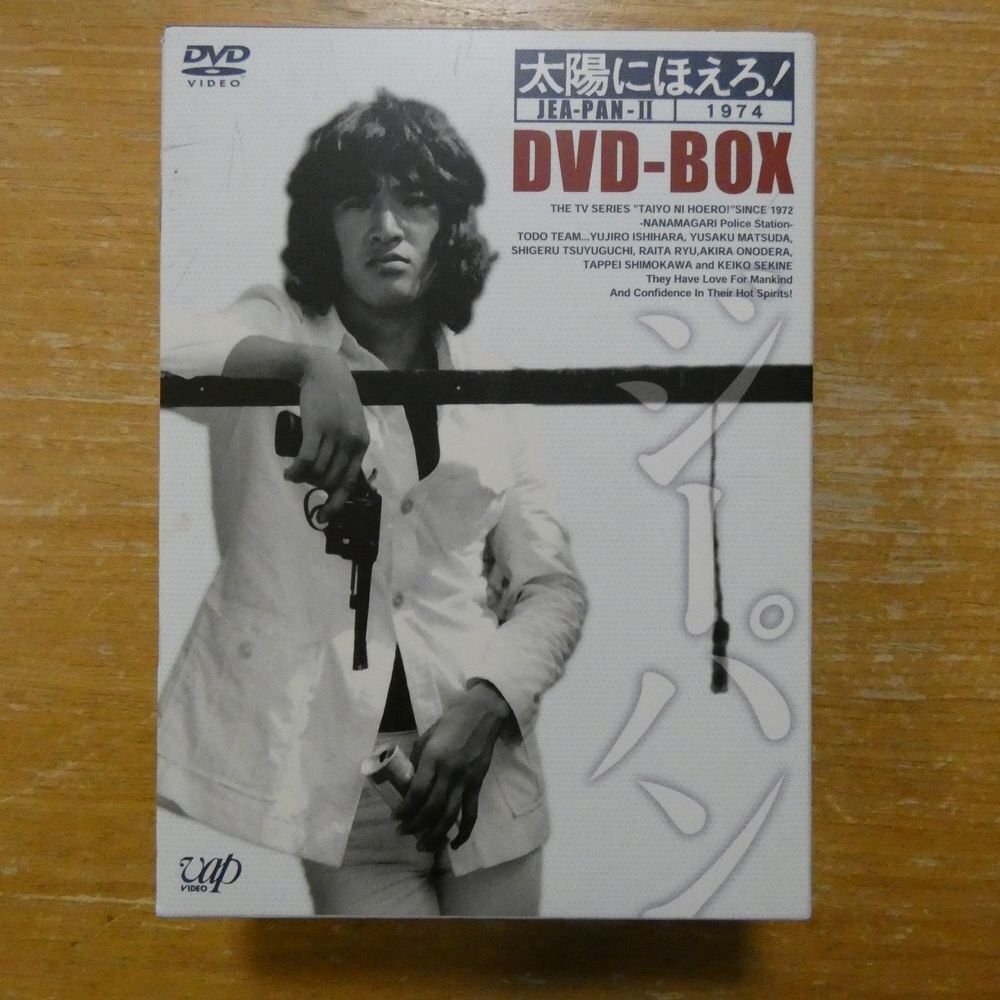 DVD
VIDEO
太陽にほえろ!
JEA-PAN-II 1974
DVD-BOX
THE TV SERIES "TAIYO NI HOERO!"SINCE 1972
-NANAMAGARI Police Station-
TODO TEAM...YUJIRO ISHIHARA, YUSAKU MATSUDA,
SHIGERU TSUYUGUCHI, RAITA RYU,AKIRA ONODERA,
TAPPEI SHIMOKAWA and KEIKO SEKINE
They Have Love For Mankind
And Confidence In Their Hot Spirits!
ジーパン
vap
VIDEO